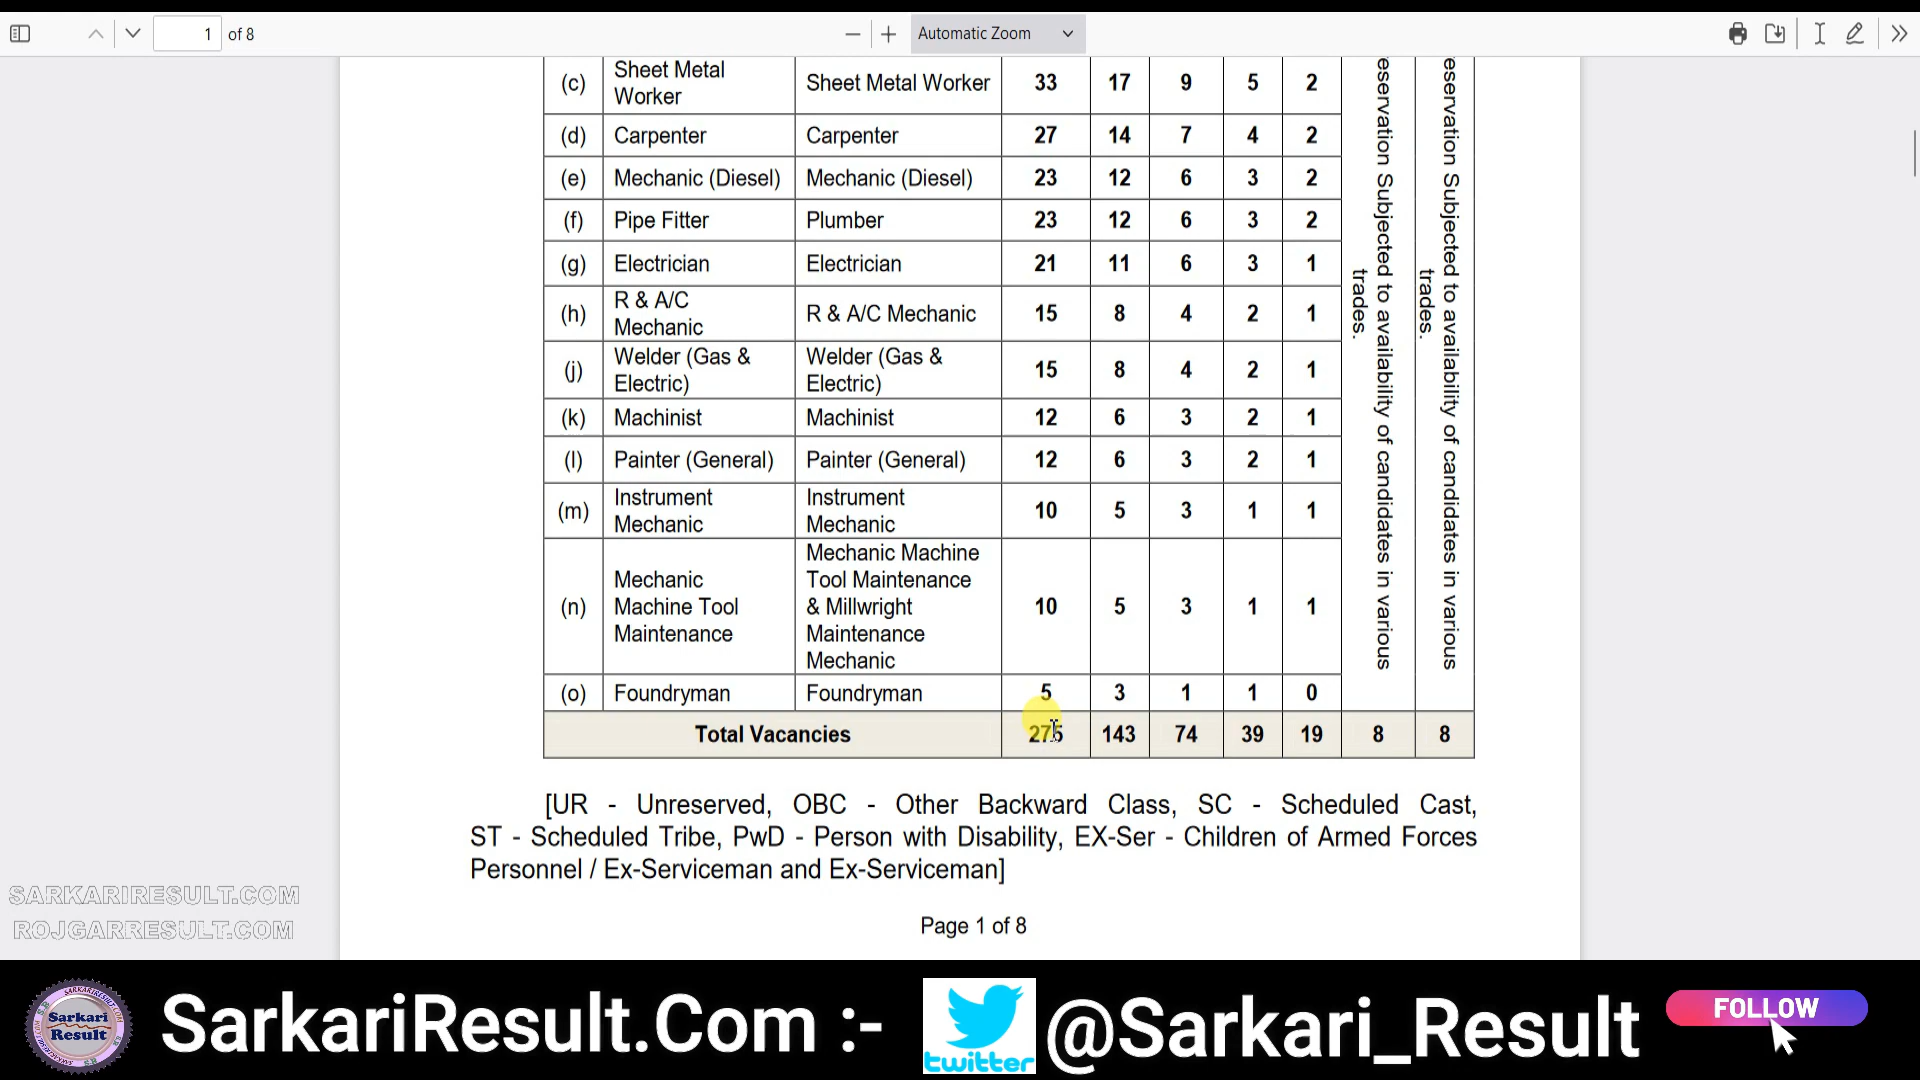 1 of 8
Automatic Zoom
(c) Sheet Metal Worker Sheet Metal Worker 33 17 9 5 2
(d) Carpenter Carpenter 27 14 7 4 2
(e) Mechanic (Diesel) Mechanic (Diesel) 23 12 6 3 2
(f) Pipe Fitter Plumber 23 12 6 3 2
(g) Electrician Electrician 21 11 6 3 1
(h) R & A/C Mechanic R & A/C Mechanic 15 8 4 2 1
(j) Welder (Gas & Electric) Welder (Gas & Electric) 15 8 4 2 1
(k) Machinist Machinist 12 6 3 2 1
(l) Painter (General) Painter (General) 12 6 3 2 1
(m) Instrument Mechanic Instrument Mechanic 10 5 3 1 1
(n) Mechanic Machine Tool Maintenance Mechanic Machine Tool Maintenance & Millwright Maintenance Mechanic 10 5 3 1 1
(o) Foundryman Foundryman 5 3 1 1 0
eservation Subjected to availability of candidates in various
trades.
eservation Subjected to availability of candidates in various
trades.
Total Vacancies 275 143 74 39 19 8 8
[UR - Unreserved, OBC - Other Backward Class, SC - Scheduled Cast,
ST - Scheduled Tribe, PwD - Person with Disability, EX-Ser - Children of Armed Forces
Personnel / Ex-Serviceman and Ex-Serviceman]
Page 1 of 8
SARKARIRESULT.COM
ROJGARRESULT.COM
Sarkari
Result
SarkariResult.Com :-
twitter
@Sarkari_Result
FOLLOW